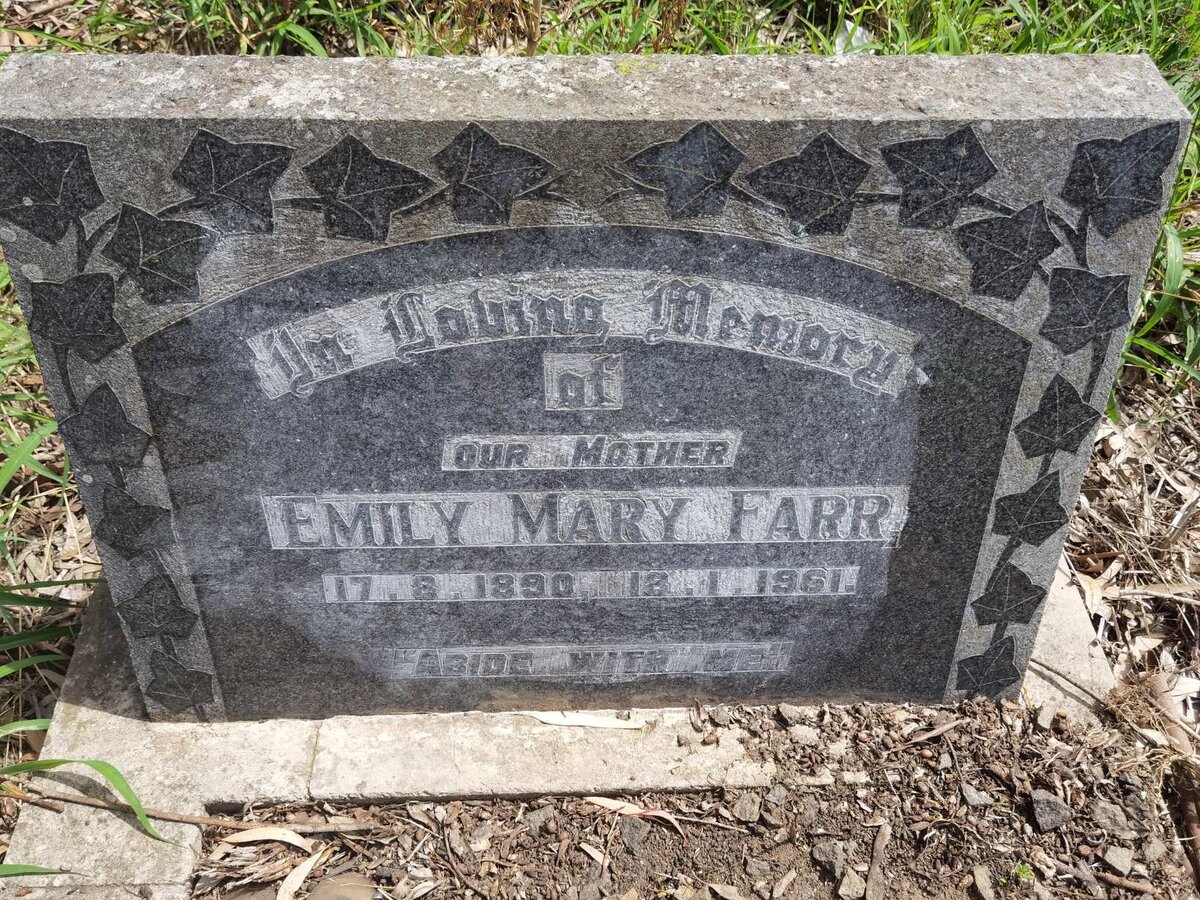 In Loving Memory
of
OUR MOTHER
EMILY MARY FARR
17.8.1890. 12.1.1961.
"ABIDE WITH ME"